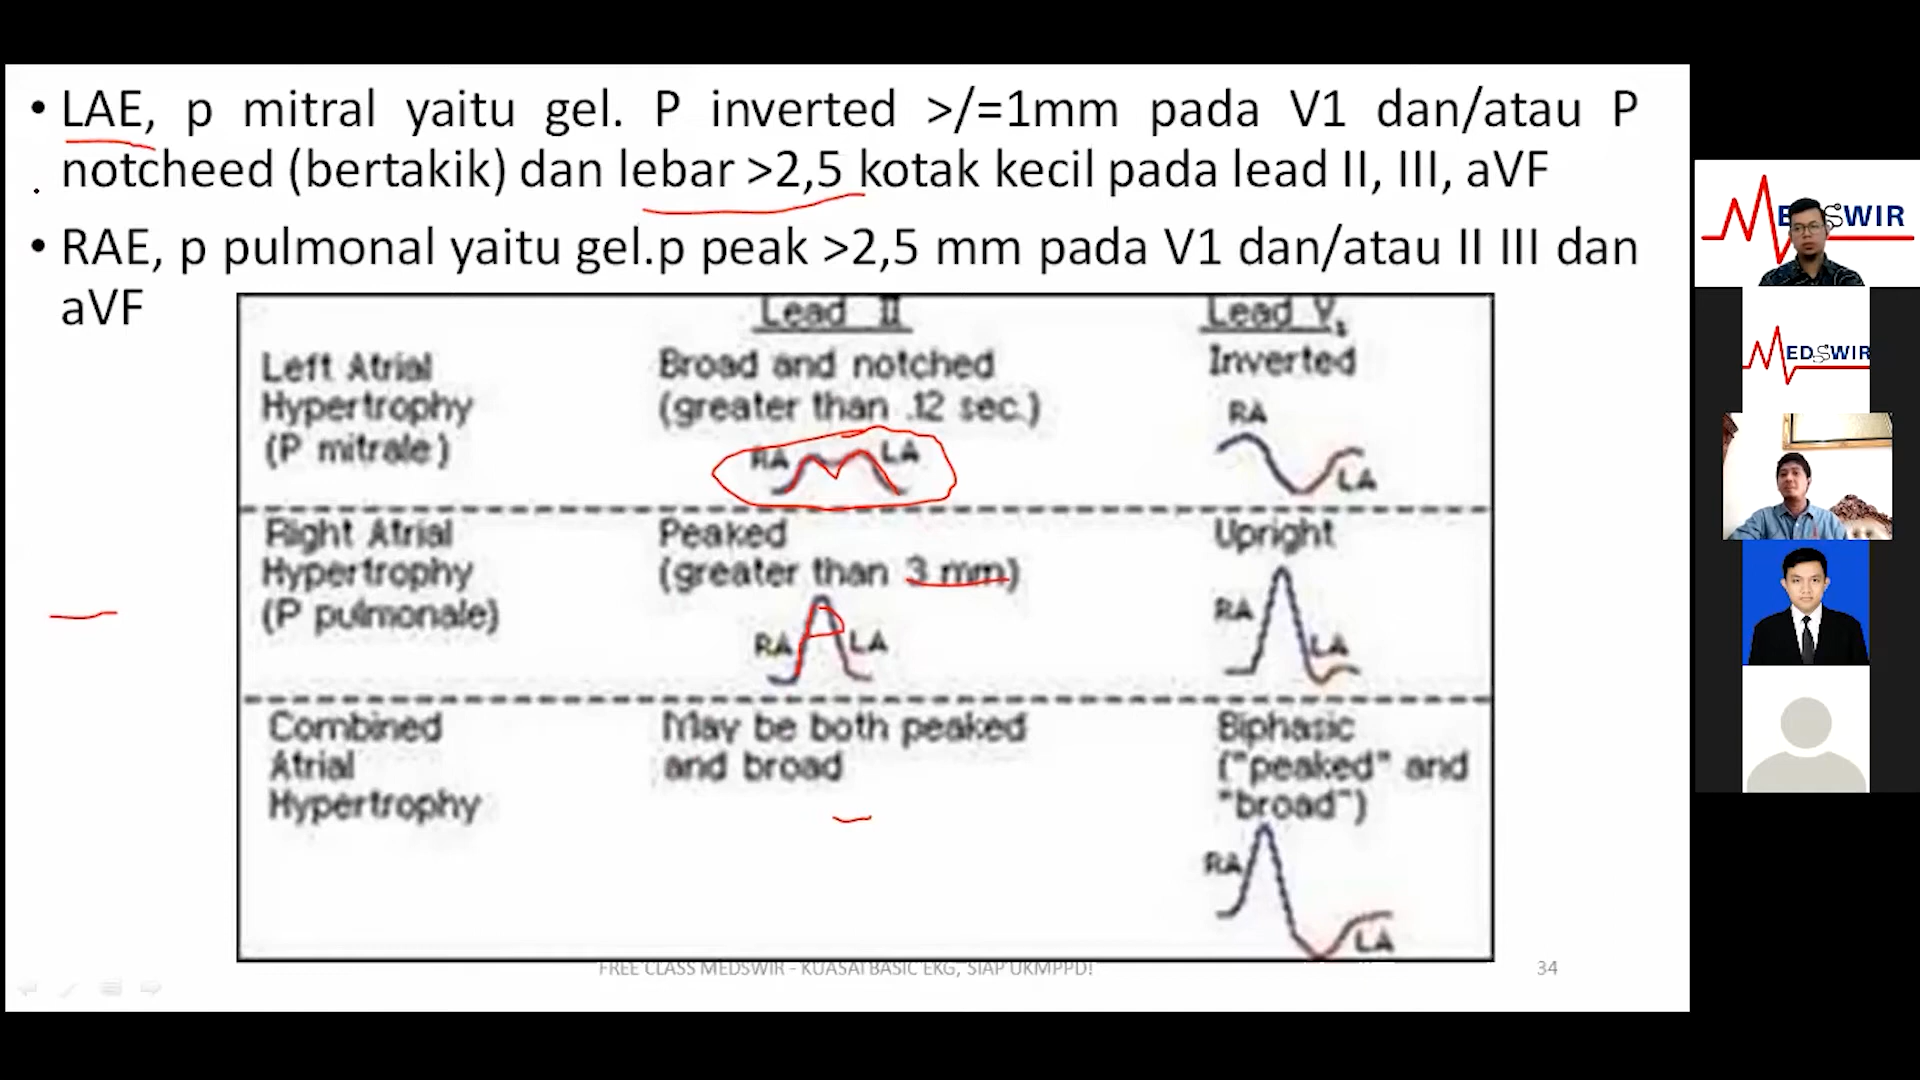 • LAE, p mitral yaitu gel. P inverted >/=1mm pada V1 dan/atau P
notcheed (bertakik) dan lebar >2,5 kotak kecil pada lead II, III, aVF
• RAE, p pulmonal yaitu gel.p peak >2,5 mm pada V1 dan/atau II III dan
aVF
Lead II
Lead V1
Left Atrial
Hypertrophy
(P mitrale)
Broad and notched
(greater than .12 sec.)
RA
LA
Inverted
RA
LA
Right Atrial
Hypertrophy
(P pulmonale)
Peaked
(greater than 3 mm)
RA
LA
Upright
RA
LA
Combined
Atrial
Hypertrophy
May be both peaked
and broad
Biphasic
("peaked" and
"broad")
RA
LA
FREE CLASS MEDSWIR - KUASAI BASIC EKG, SIAP UKMPPD!
34
MEDSWIR
MEDSWIR